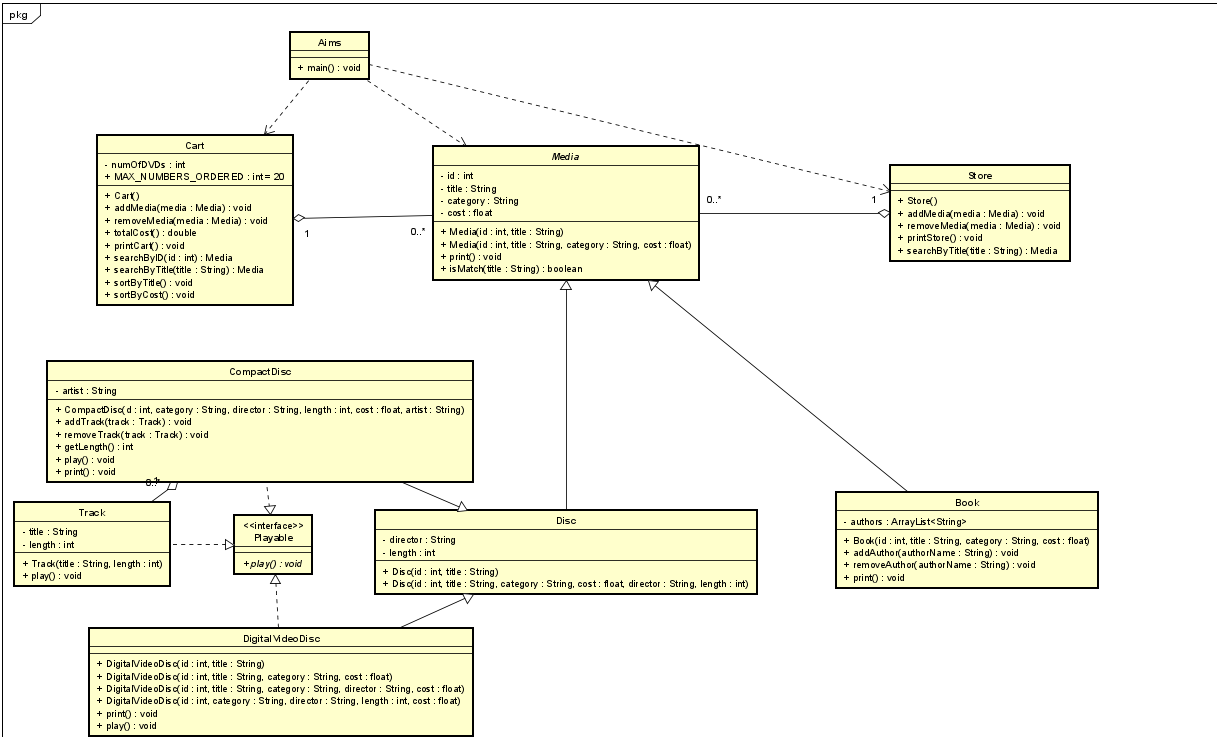 pkg
Aims
+ main() : void
Cart
- numOfDVDs : int
+ MAX_NUMBERS_ORDERED : int = 20
+ Cart()
+ addMedia(media : Media) : void
+ removeMedia(media : Media) : void
+ totalCost() : double
+ printCart() : void
+ searchByID(id : int) : Media
+ searchByTitle(title : String) : Media
+ sortByTitle() : void
+ sortByCost() : void
1
0..*
Media
- id : int
- title : String
- category : String
- cost : float
+ Media(id : int, title : String)
+ Media(id : int, title : String, category : String, cost : float)
+ print() : void
+ isMatch(title : String) : boolean
0..*
1
Store
+ Store()
+ addMedia(media : Media) : void
+ removeMedia(media : Media) : void
+ printStore() : void
+ searchByTitle(title : String) : Media
CompactDisc
- artist : String
+ CompactDisc(d : int, category : String, director : String, length : int, cost : float, artist : String)
+ addTrack(track : Track) : void
+ removeTrack(track : Track) : void
+ getLength() : int
+ play() : void
+ print() : void
Track
- title : String
- length : int
+ Track(title : String, length : int)
+ play() : void
<<interface>>
Playable
+ play() : void
Disc
- director : String
- length : int
+ Disc(id : int, title : String)
+ Disc(id : int, title : String, category : String, cost : float, director : String, length : int)
Book
- authors : ArrayList<String>
+ Book(id : int, title : String, category : String, cost : float)
+ addAuthor(authorName : String) : void
+ removeAuthor(authorName : String) : void
+ print() : void
DigitalVideoDisc
+ DigitalVideoDisc(id : int, title : String)
+ DigitalVideoDisc(id : int, title : String, category : String, cost : float)
+ DigitalVideoDisc(id : int, title : String, category : String, director : String, cost : float)
+ DigitalVideoDisc(id : int, category : String, director : String, length : int, cost : float)
+ print() : void
+ play() : void